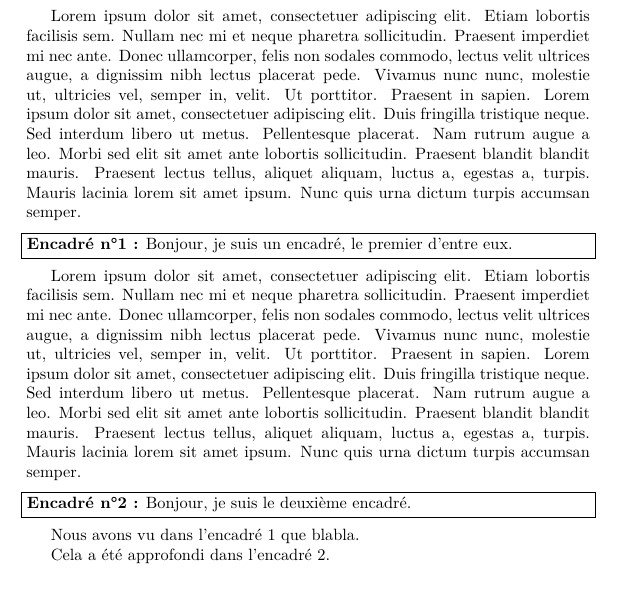 Lorem ipsum dolor sit amet, consectetuer adipiscing elit. Etiam lobortis
facilisis sem. Nullam nec mi et neque pharetra sollicitudin. Praesent imperdiet
mi nec ante. Donec ullamcorper, felis non sodales commodo, lectus velit ultrices
augue, a dignissim nibh lectus placerat pede. Vivamus nunc nunc, molestie
ut, ultricies vel, semper in, velit. Ut porttitor. Praesent in sapien. Lorem
ipsum dolor sit amet, consectetuer adipiscing elit. Duis fringilla tristique neque.
Sed interdum libero ut metus. Pellentesque placerat. Nam rutrum augue a
leo. Morbi sed elit sit amet ante lobortis sollicitudin. Praesent blandit blandit
mauris. Praesent lectus tellus, aliquet aliquam, luctus a, egestas a, turpis.
Mauris lacinia lorem sit amet ipsum. Nunc quis urna dictum turpis accumsan
semper.
Encadré n°1 : Bonjour, je suis un encadré, le premier d'entre eux.
Lorem ipsum dolor sit amet, consectetuer adipiscing elit. Etiam lobortis
facilisis sem. Nullam nec mi et neque pharetra sollicitudin. Praesent imperdiet
mi nec ante. Donec ullamcorper, felis non sodales commodo, lectus velit ultrices
augue, a dignissim nibh lectus placerat pede. Vivamus nunc nunc, molestie
ut, ultricies vel, semper in, velit. Ut porttitor. Praesent in sapien. Lorem
ipsum dolor sit amet, consectetuer adipiscing elit. Duis fringilla tristique neque.
Sed interdum libero ut metus. Pellentesque placerat. Nam rutrum augue a
leo. Morbi sed elit sit amet ante lobortis sollicitudin. Praesent blandit blandit
mauris. Praesent lectus tellus, aliquet aliquam, luctus a, egestas a, turpis.
Mauris lacinia lorem sit amet ipsum. Nunc quis urna dictum turpis accumsan
semper.
Encadré n°2 : Bonjour, je suis le deuxième encadré.
Nous avons vu dans l'encadré 1 que blabla.
Cela a été approfondi dans l'encadré 2.